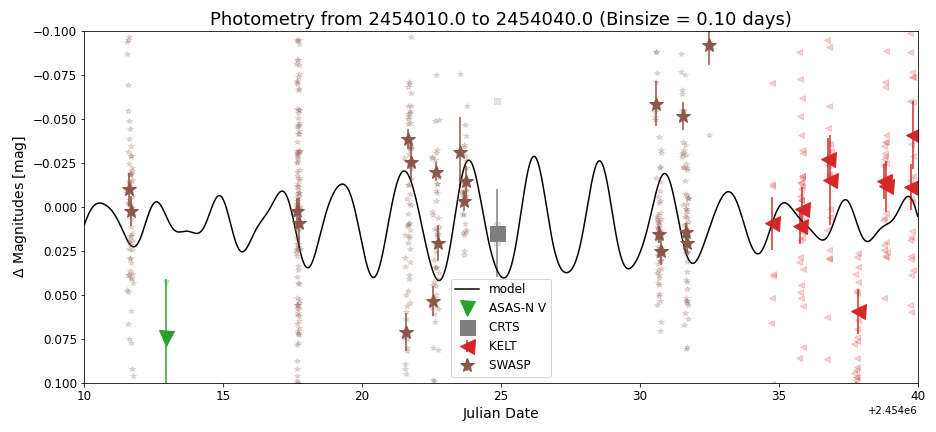 Photometry from 2454010.0 to 2454040.0 (Binsize = 0.10 days)
Δ Magnitudes [mag]
−0.100
−0.075
−0.050
−0.025
0.000
0.025
0.050
0.075
0.100
model
ASAS-N V
CRTS
KELT
SWASP
10 15 20 25 30 35 40
+2.454e6
Julian Date